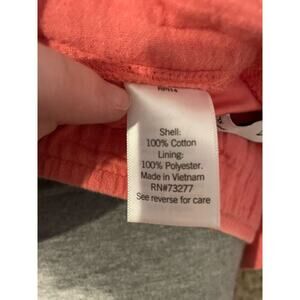 Shell:
100% Cotton
Lining:
100% Polyester.
Made in Vietnam
RN#73277
See reverse for care